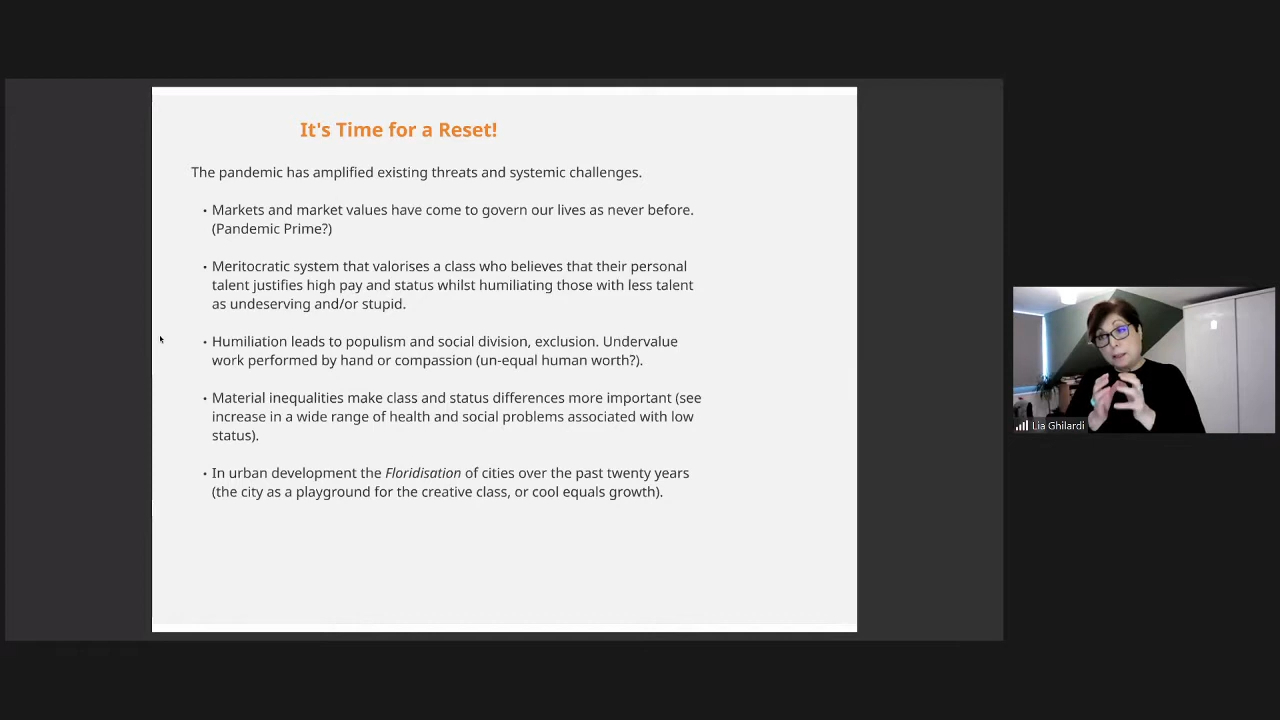 It's Time for a Reset!
The pandemic has amplified existing threats and systemic challenges.
• Markets and market values have come to govern our lives as never before.
(Pandemic Prime?)
• Meritocratic system that valorises a class who believes that their personal
talent justifies high pay and status whilst humiliating those with less talent
as undeserving and/or stupid.
• Humiliation leads to populism and social division, exclusion. Undervalue
work performed by hand or compassion (un-equal human worth?).
• Material inequalities make class and status differences more important (see
increase in a wide range of health and social problems associated with low
status).
• In urban development the Floridisation of cities over the past twenty years
(the city as a playground for the creative class, or cool equals growth).
Lia Ghilardi